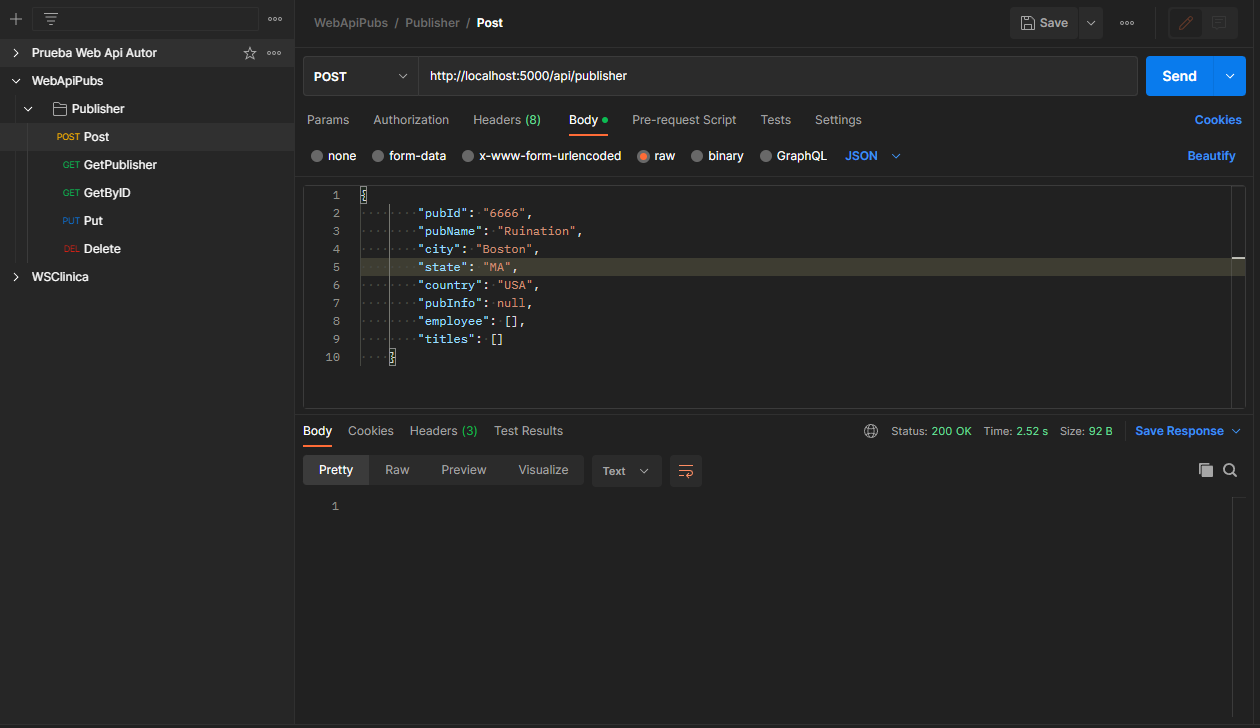 WebApiPubs / Publisher / Post
Save
Prueba Web Api Autor
WebApiPubs
Publisher
POST Post
GET GetPublisher
GET GetByID
PUT Put
DEL Delete
WSClinica
POST
http://localhost:5000/api/publisher
Send
Params Authorization Headers (8) Body Pre-request Script Tests Settings Cookies
none form-data x-www-form-urlencoded raw binary GraphQL JSON Beautify
1 {
2 "pubId": "6666",
3 "pubName": "Ruination",
4 "city": "Boston",
5 "state": "MA",
6 "country": "USA",
7 "pubInfo": null,
8 "employee": [],
9 "titles": []
10 }
Body Cookies Headers (3) Test Results Status: 200 OK Time: 2.52 s Size: 92 B Save Response
Pretty Raw Preview Visualize Text
1